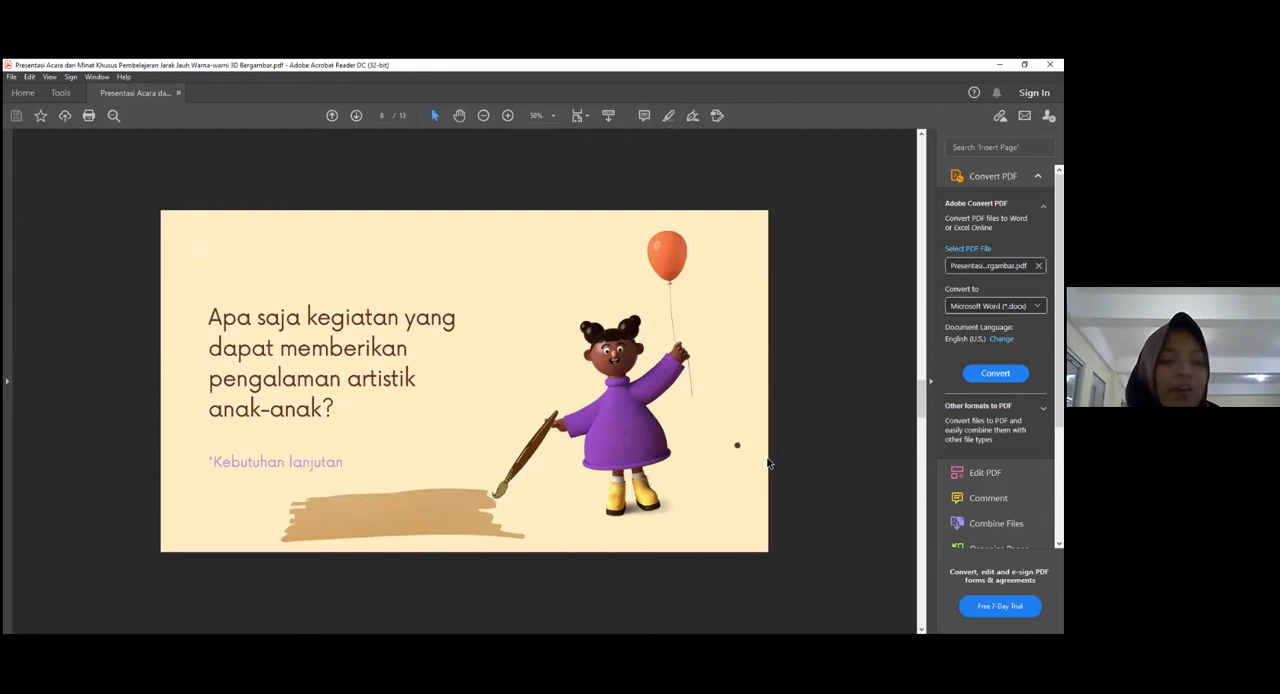 Presentasi Acara dan Minat Khusus Pembelajaran Jarak Jauh Warna-warni 3D Bergambar.pdf - Adobe Acrobat Reader DC (32-bit)
File Edit View Sign Window Help
Home Tools Presentasi Acara da... ×
Sign In
8 / 13
50%
Search 'Insert Page'
Convert PDF
Adobe Convert PDF
Convert PDF files to Word
or Excel Online
Select PDF File
Presentasi...rgambar.pdf
Convert to
Microsoft Word (*.docx)
Document Language:
English (U.S.) Change
Convert
Other formats to PDF
Convert files to PDF and
easily combine them with
other file types
Edit PDF
Comment
Combine Files
Organize Pages
Convert, edit and e-sign PDF
forms & agreements
Free 7-Day Trial
Apa saja kegiatan yang
dapat memberikan
pengalaman artistik
anak-anak?
*Kebutuhan lanjutan